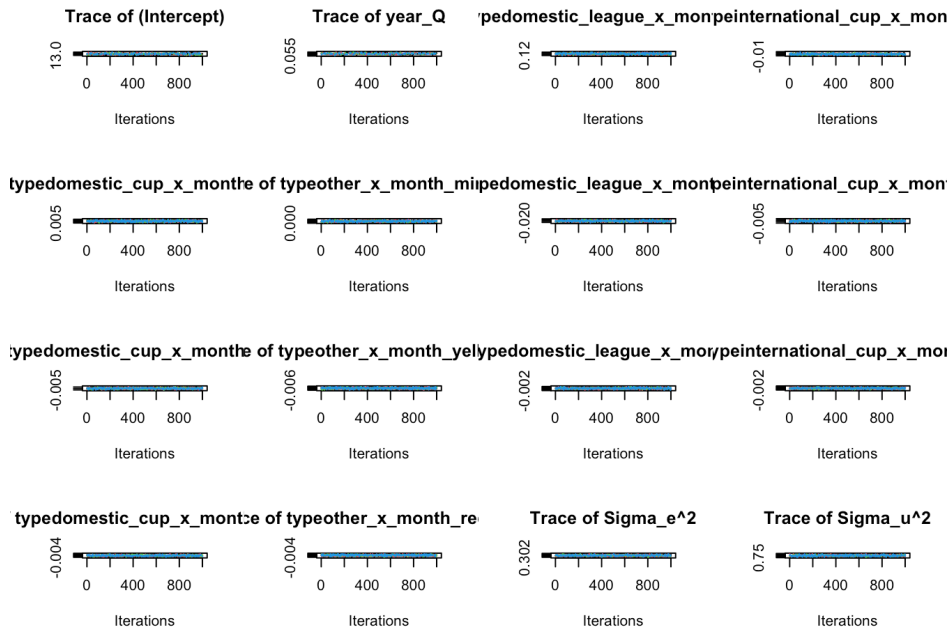 Trace of (Intercept)
Trace of year_Q
ypedomestic_league_x_mon
peinternational_cup_x_mon
13.0
0.055
0.12
-0.01
0 400 800
0 400 800
0 400 800
0 400 800
Iterations
Iterations
Iterations
Iterations
typedomestic_cup_x_month
e of typeother_x_month_min
pedomestic_league_x_mont
peinternational_cup_x_mont
0.005
0.000
-0.020
-0.005
0 400 800
0 400 800
0 400 800
0 400 800
Iterations
Iterations
Iterations
Iterations
typedomestic_cup_x_month
e of typeother_x_month_yell
ypedomestic_league_x_mon
peinternational_cup_x_mon
-0.005
-0.006
-0.002
-0.002
0 400 800
0 400 800
0 400 800
0 400 800
Iterations
Iterations
Iterations
Iterations
typedomestic_cup_x_mont
ce of typeother_x_month_re
Trace of Sigma_e^2
Trace of Sigma_u^2
-0.004
-0.004
0.302
0.75
0 400 800
0 400 800
0 400 800
0 400 800
Iterations
Iterations
Iterations
Iterations